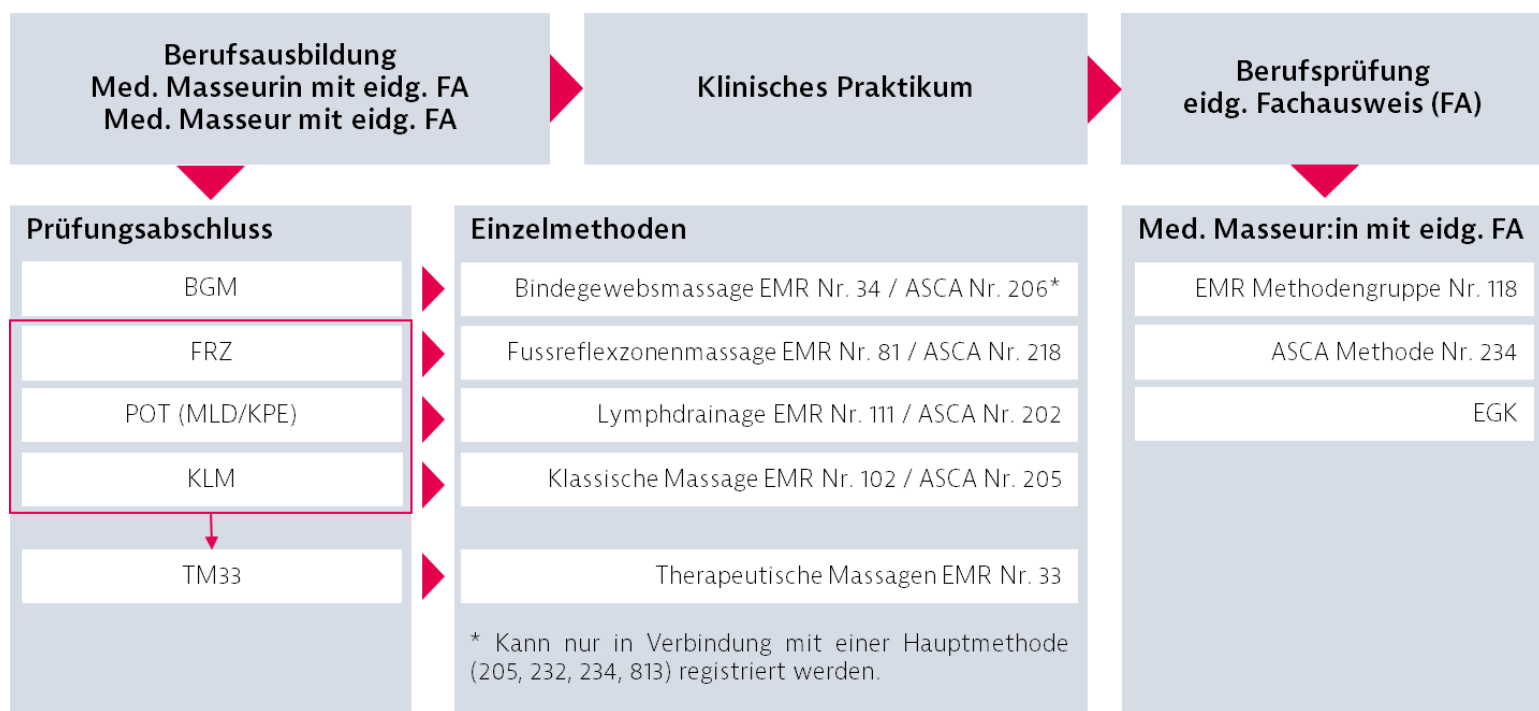 Berufsausbildung
Med. Masseurin mit eidg. FA
Med. Masseur mit eidg. FA
Klinisches Praktikum
Berufsprüfung
eidg. Fachausweis (FA)
Prüfungsabschluss
BGM
FRZ
POT (MLD/KPE)
KLM
TM33
Einzelmethoden
Bindegewebsmassage EMR Nr. 34 / ASCA Nr. 206*
Fussreflexzonenmassage EMR Nr. 81 / ASCA Nr. 218
Lymphdrainage EMR Nr. 111 / ASCA Nr. 202
Klassische Massage EMR Nr. 102 / ASCA Nr. 205
Therapeutische Massagen EMR Nr. 33
* Kann nur in Verbindung mit einer Hauptmethode
(205, 232, 234, 813) registriert werden.
Med. Masseur:in mit eidg. FA
EMR Methodengruppe Nr. 118
ASCA Methode Nr. 234
EGK